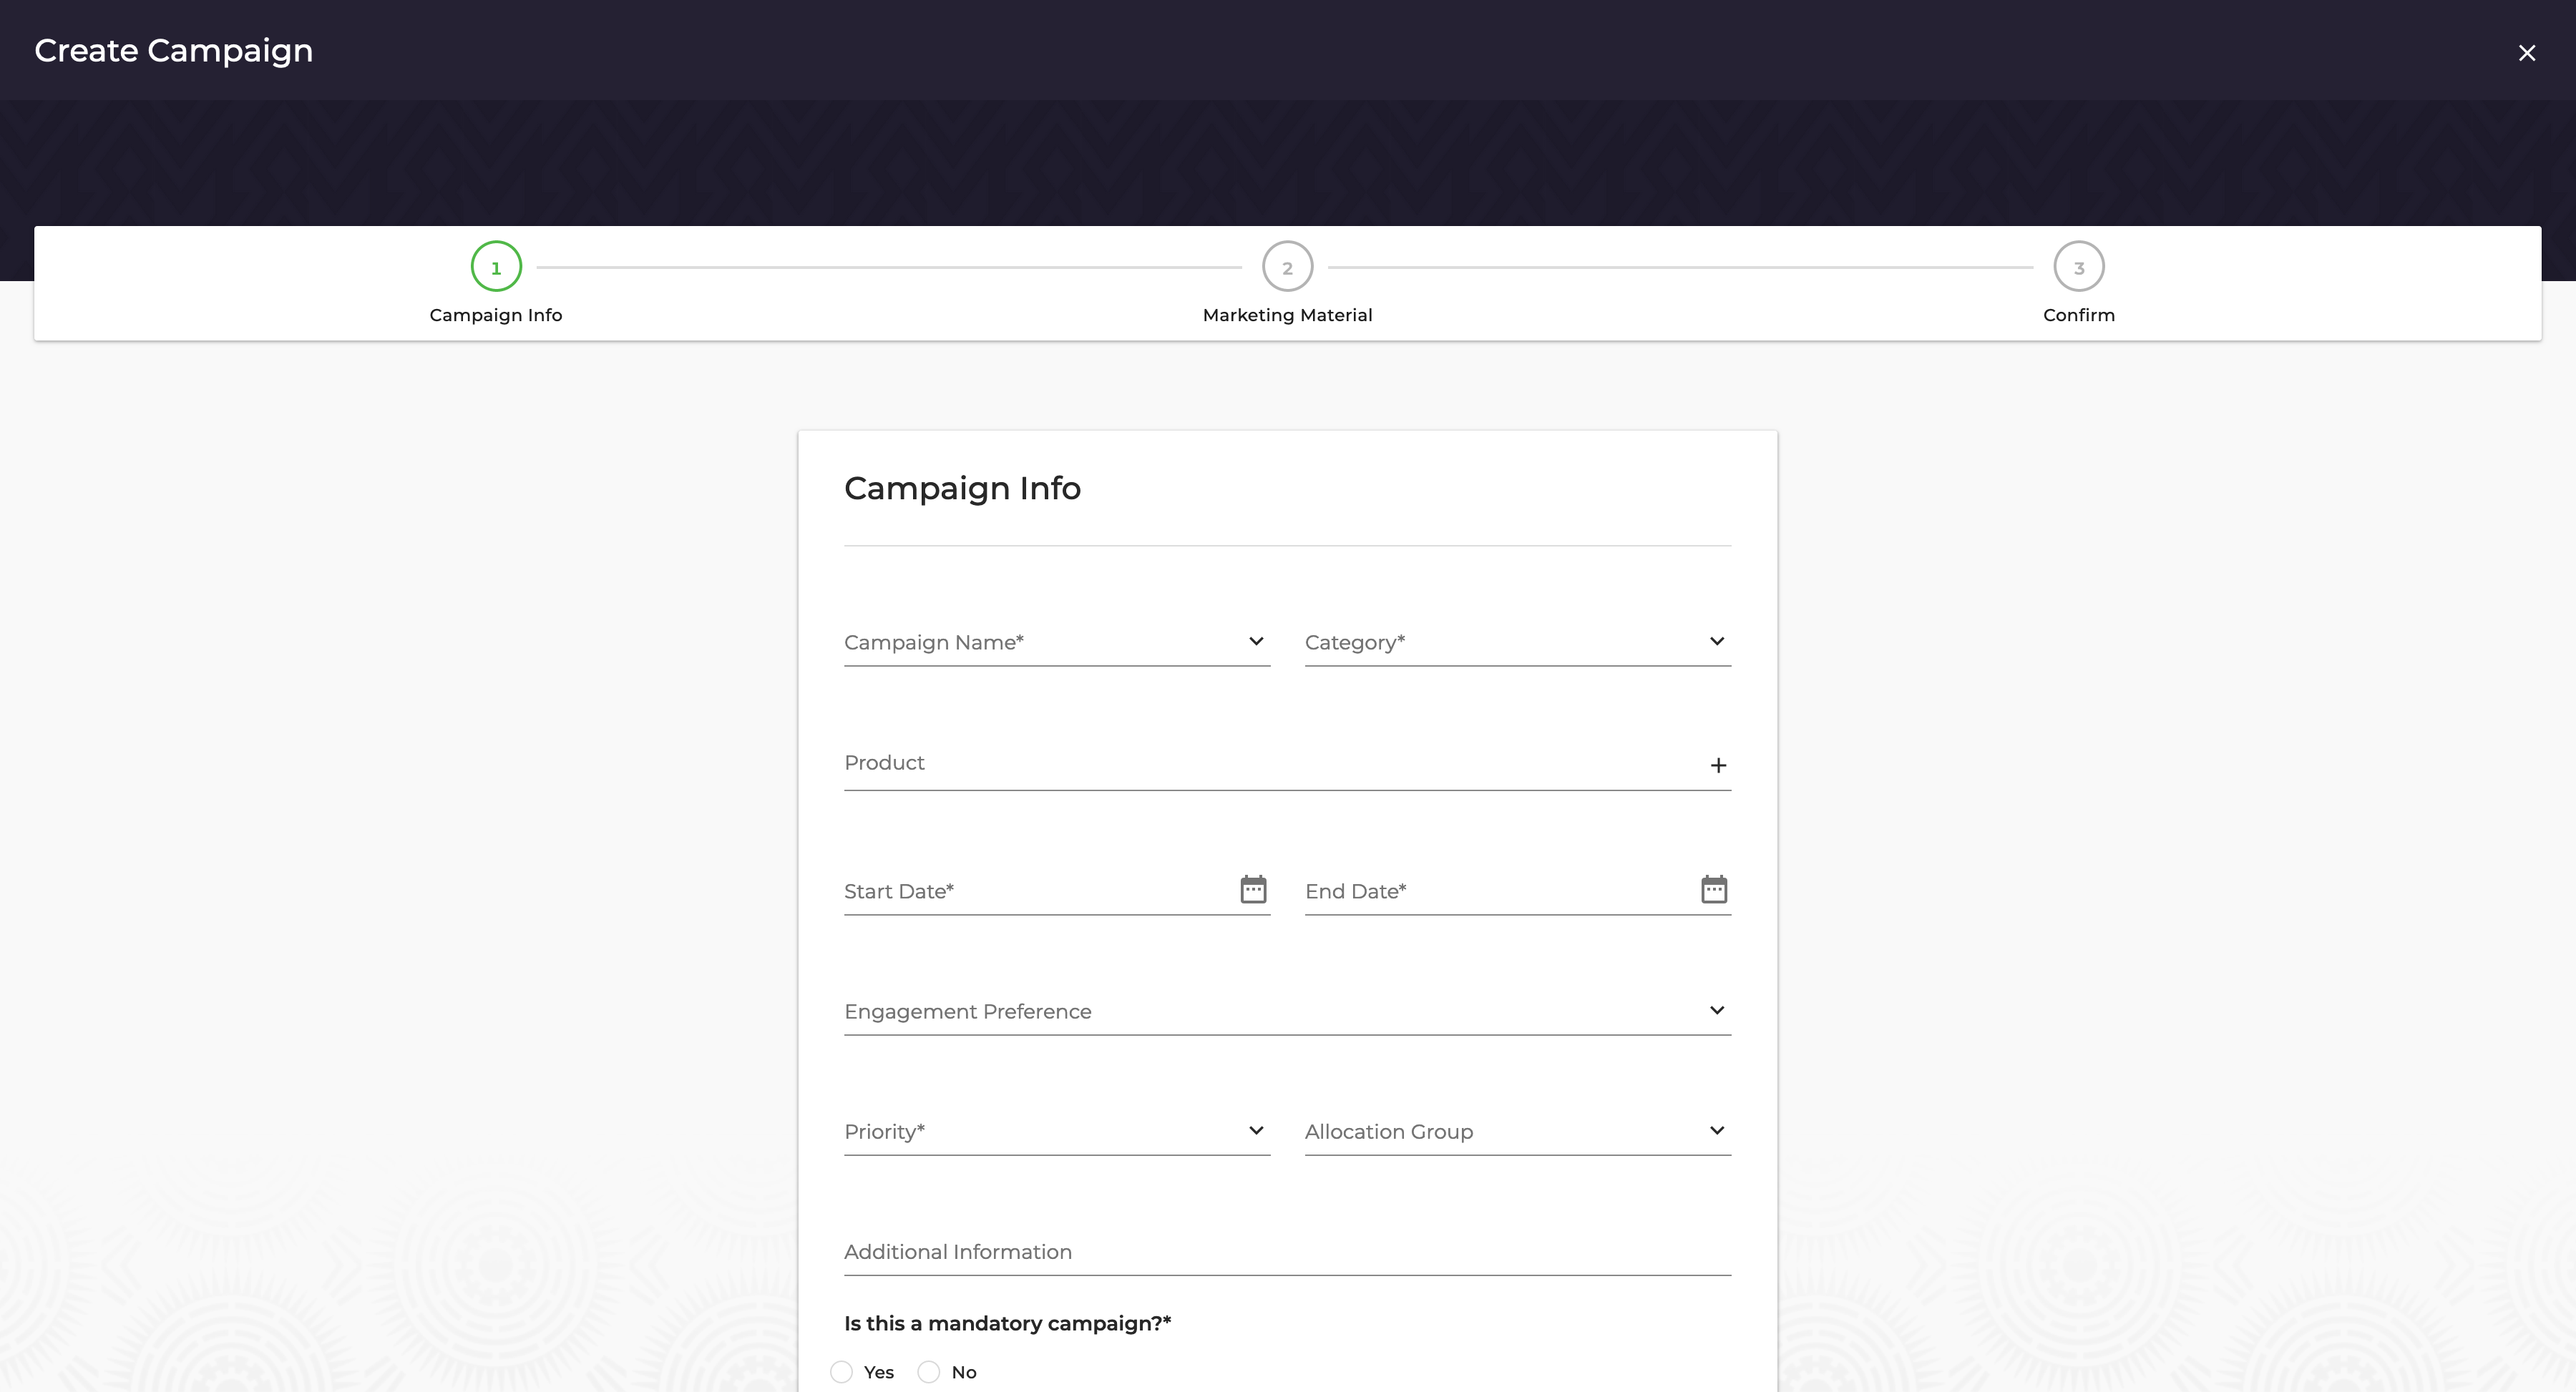 Create Campaign
1
2
3
Campaign Info
Marketing Material
Confirm
Campaign Info
Campaign Name*
Category*
Product
Start Date*
End Date*
Engagement Preference
Priority*
Allocation Group
Additional Information
Is this a mandatory campaign?*
Yes
No